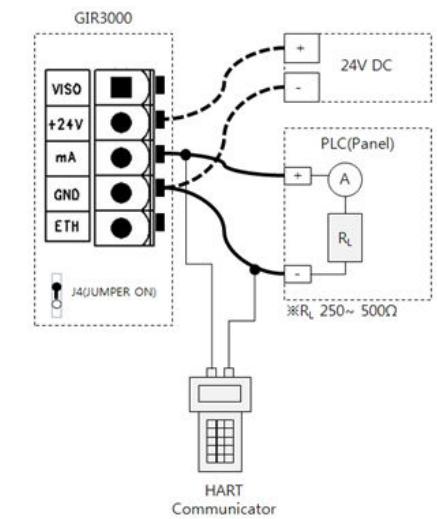 GIR3000
VISO
+24V
mA
GND
ETH
J4(JUMPER ON)
+
-
24V DC
PLC(Panel)
+
A
RL
-
※RL 250~ 500Ω
HART
Communicator